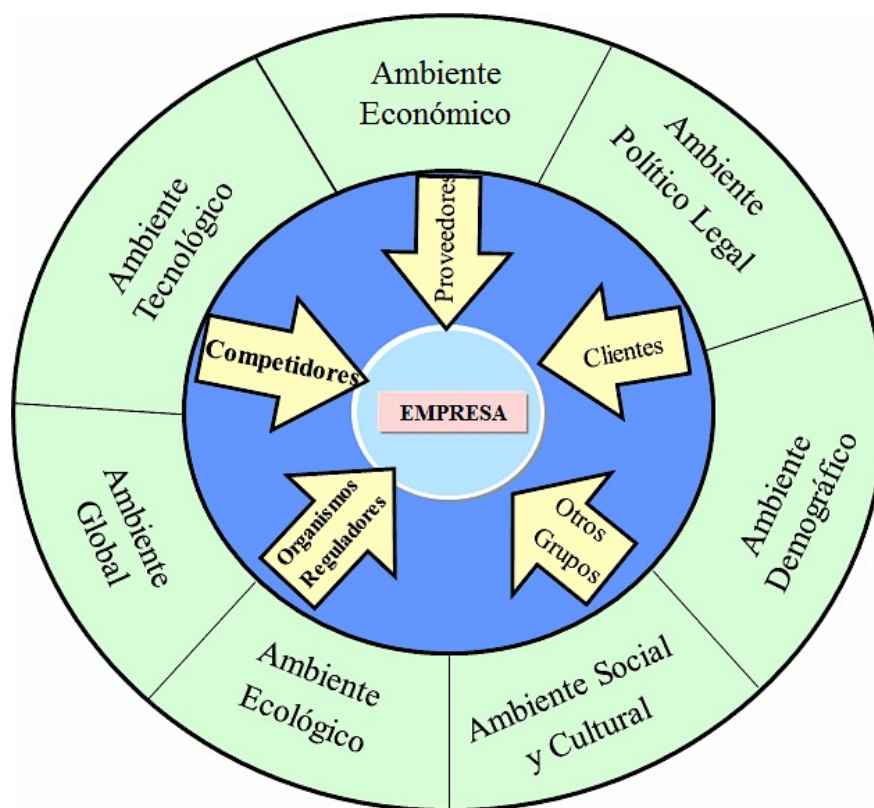 Ambiente
Económico
Ambiente
Político Legal
Ambiente
Demográfico
Ambiente Social
y Cultural
Ambiente
Ecológico
Ambiente
Global
Ambiente
Tecnológico
Proveedores
Clientes
Otros
Grupos
Organismos
Reguladores
Competidores
EMPRESA